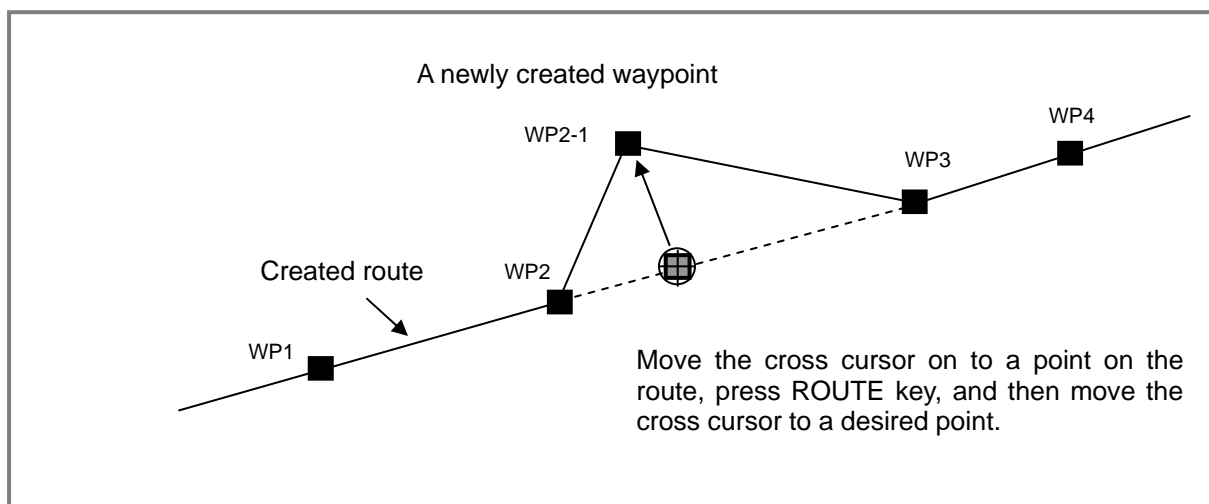 A newly created waypoint
WP4
WP2-1
WP3
Created route
WP2
WP1
Move the cross cursor on to a point on the
route, press ROUTE key, and then move the
cross cursor to a desired point.